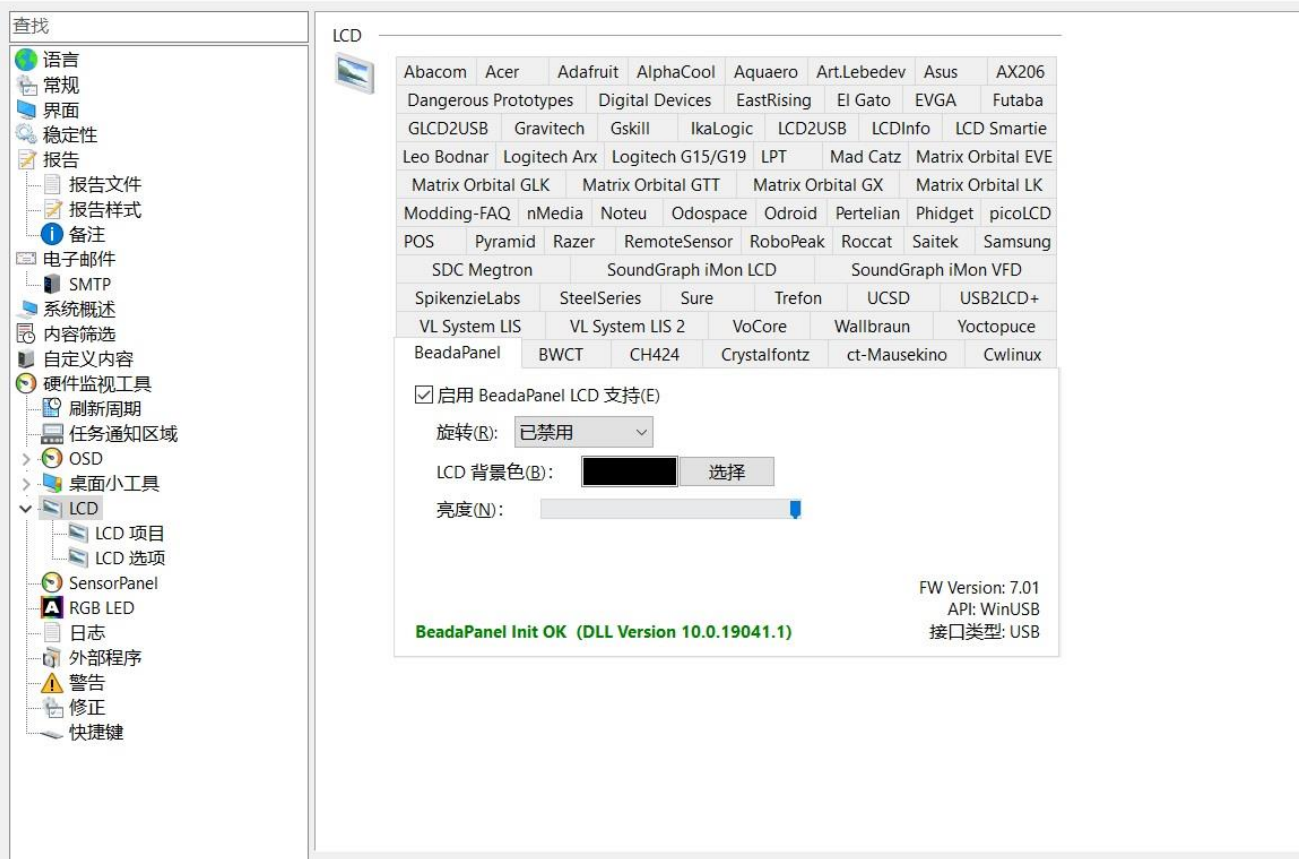 查找
语言
常规
界面
稳定性
报告
报告文件
报告样式
备注
电子邮件
SMTP
系统概述
内容筛选
自定义内容
硬件监视工具
刷新周期
任务通知区域
OSD
桌面小工具
LCD
LCD 项目
LCD 选项
SensorPanel
RGB LED
日志
外部程序
警告
修正
快捷键
LCD
Abacom Acer Adafruit AlphaCool Aquaero Art.Lebedev Asus AX206
Dangerous Prototypes Digital Devices EastRising El Gato EVGA Futaba
GLCD2USB Gravitech Gskill IkaLogic LCD2USB LCDInfo LCD Smartie
Leo Bodnar Logitech Arx Logitech G15/G19 LPT Mad Catz Matrix Orbital EVE
Matrix Orbital GLK Matrix Orbital GTT Matrix Orbital GX Matrix Orbital LK
Modding-FAQ nMedia Noteu Odospace Odroid Pertelian Phidget picoLCD
POS Pyramid Razer RemoteSensor RoboPeak Roccat Saitek Samsung
SDC Megtron SoundGraph iMon LCD SoundGraph iMon VFD
SpikenzieLabs SteelSeries Sure Trefon UCSD USB2LCD+
VL System LIS VL System LIS 2 VoCore Wallbraun Yoctopuce
BeadaPanel BWCT CH424 Crystalfontz ct-Mausekino Cwlinux
启用 BeadaPanel LCD 支持(E)
旋转(R): 已禁用
LCD 背景色(B): 选择
亮度(N):
FW Version: 7.01
API: WinUSB
BeadaPanel Init OK (DLL Version 10.0.19041.1) 接口类型: USB